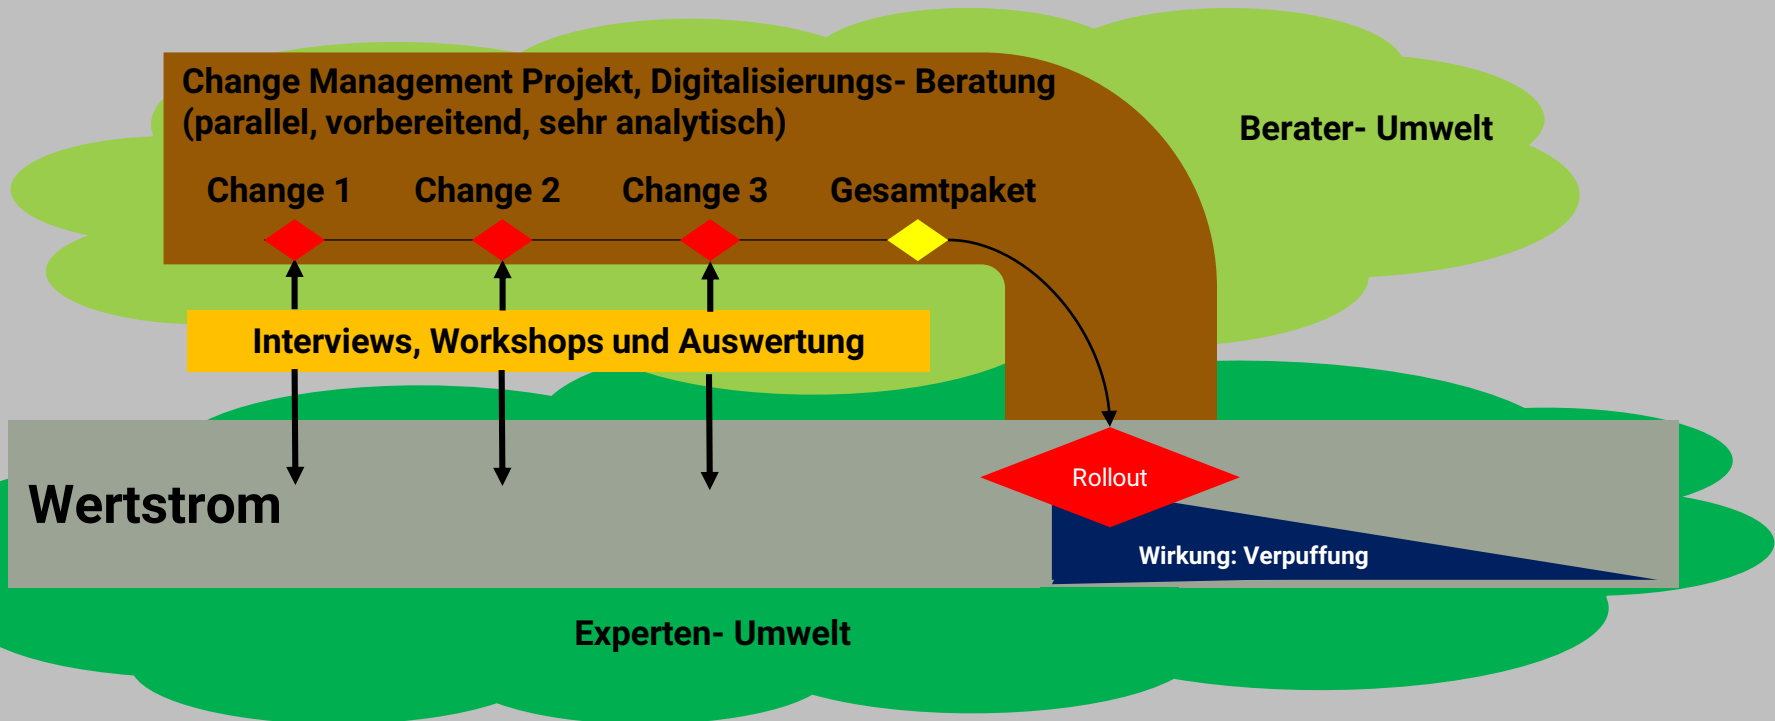 Change Management Projekt, Digitalisierungs- Beratung
(parallel, vorbereitend, sehr analytisch)
Berater- Umwelt
Change 1
Change 2
Change 3
Gesamtpaket
Interviews, Workshops und Auswertung
Rollout
Wertstrom
Wirkung: Verpuffung
Experten- Umwelt